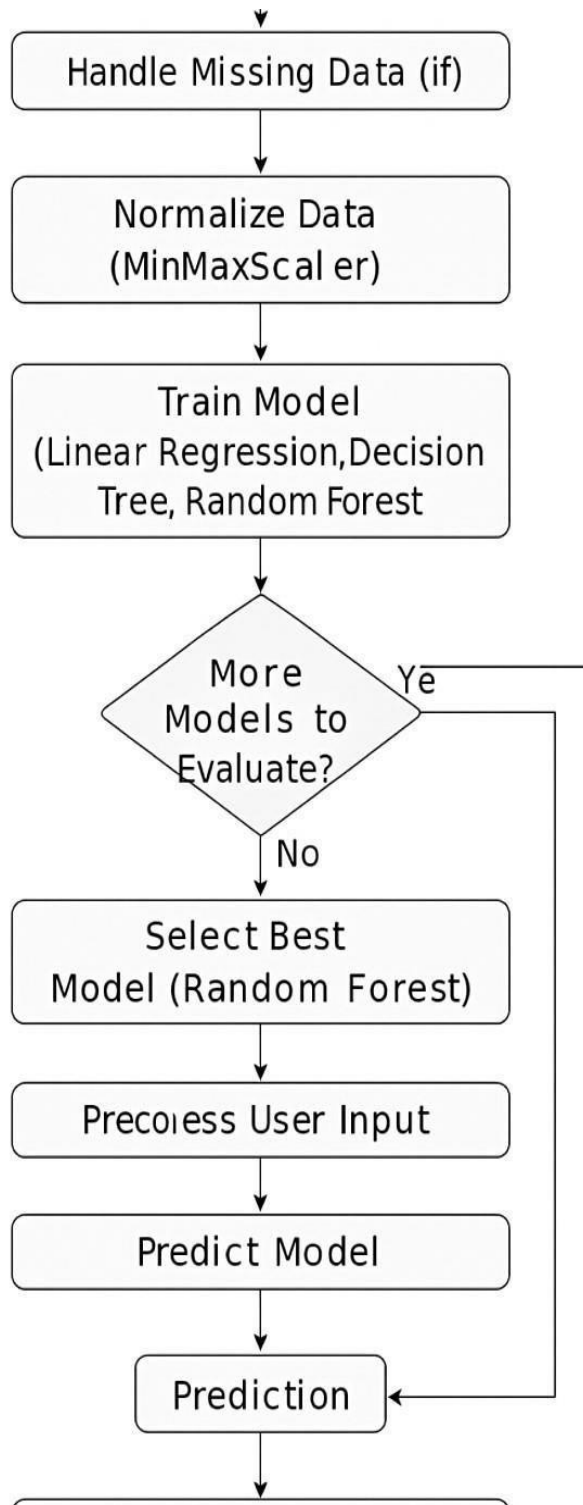 Handle Missing Data (if)
Normalize Data
(MinMaxScal er)
Train Model
(Linear Regression,Decision
Tree, Random Forest
More
Models to
Evaluate?
Ye
No
Select Best
Model (Random Forest)
Precoıess User Input
Predict Model
Prediction